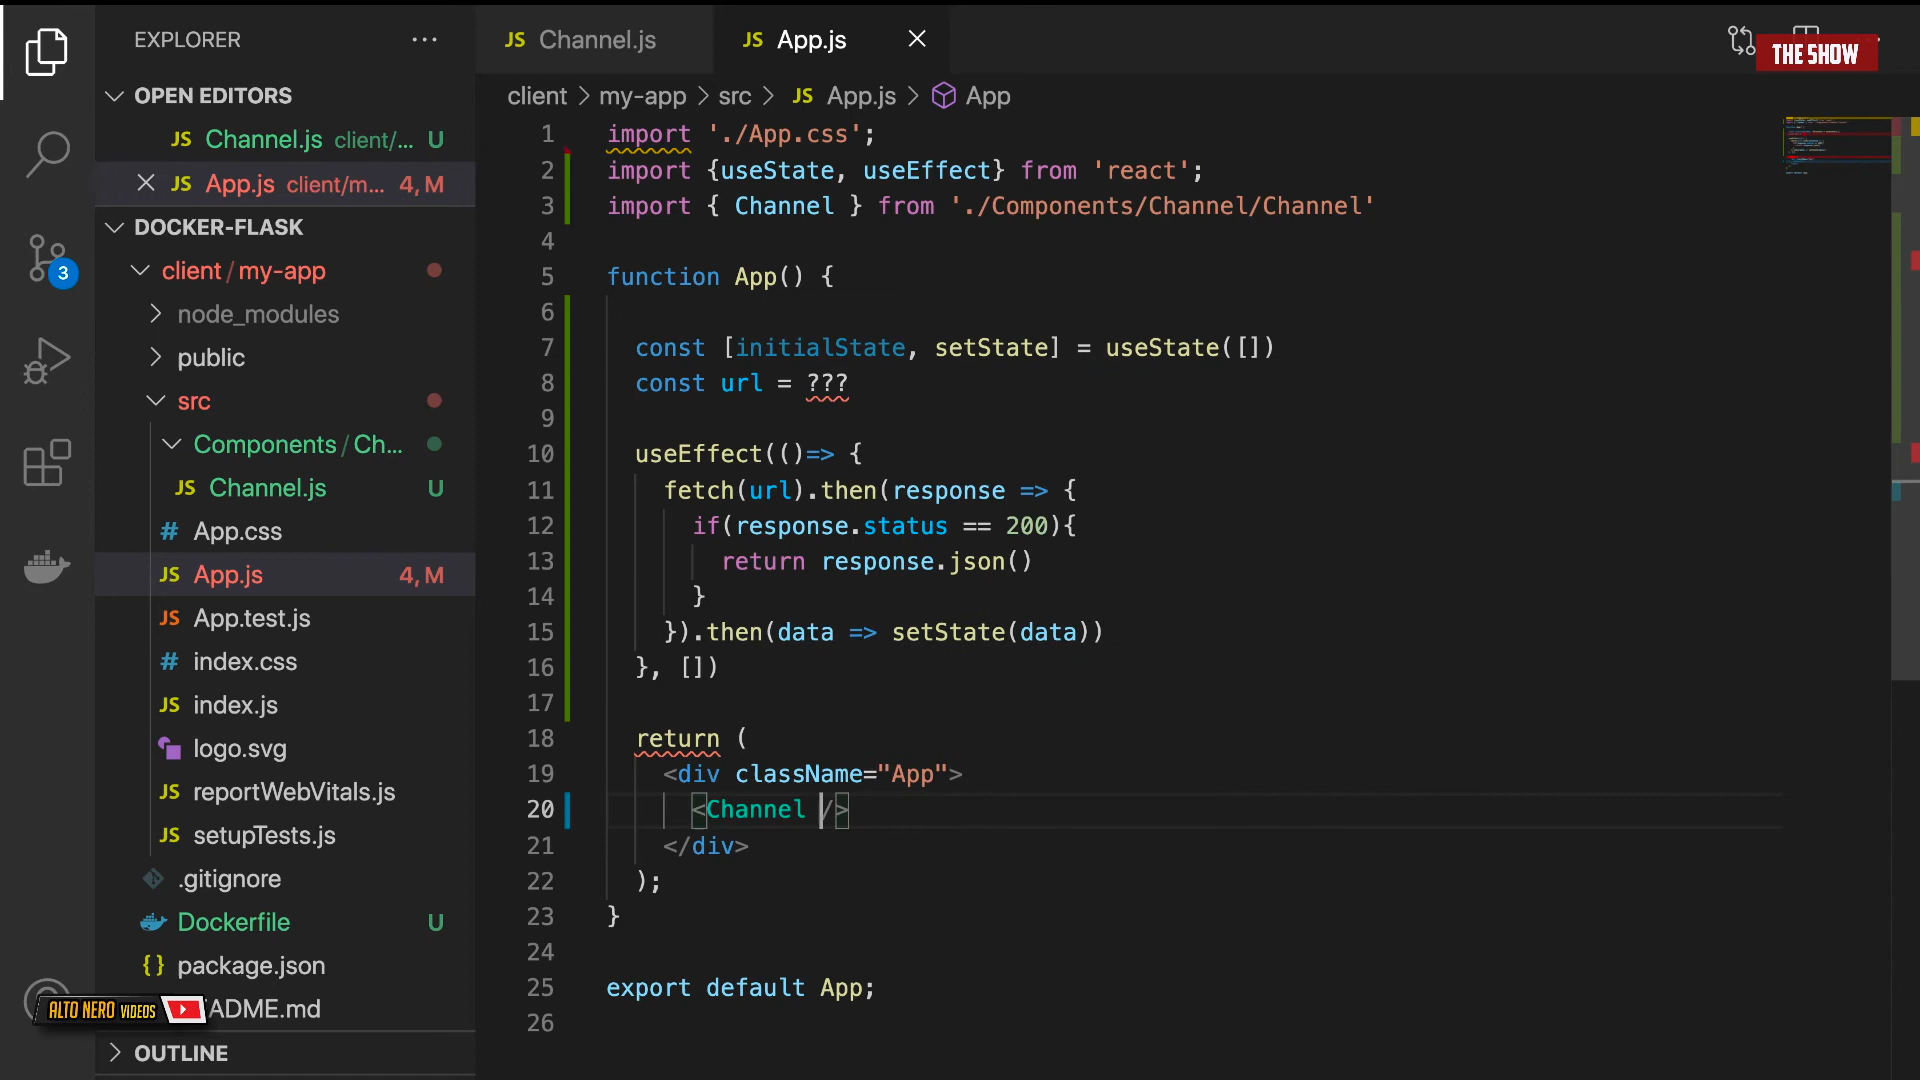 EXPLORER
OPEN EDITORS
JS Channel.js client/... U
JS App.js client/m... 4, M
DOCKER-FLASK
client / my-app
node_modules
public
src
Components / Ch...
JS Channel.js U
# App.css
JS App.js 4, M
JS App.test.js
# index.css
JS index.js
logo.svg
JS reportWebVitals.js
JS setupTests.js
.gitignore
Dockerfile U
{} package.json
ADME.md
OUTLINE
3
ALTO NERO VIDEOS
JS Channel.js
JS App.js
THE SHOW
client > my-app > src > JS App.js > App
1 import './App.css';
2 import {useState, useEffect} from 'react';
3 import { Channel } from './Components/Channel/Channel'
4
5 function App() {
6
7 const [initialState, setState] = useState([])
8 const url = ???
9
10 useEffect(()=> {
11 fetch(url).then(response => {
12 if(response.status == 200){
13 return response.json()
14 }
15 }).then(data => setState(data))
16 }, [])
17
18 return (
19 <div className="App">
20 <Channel />
21 </div>
22 );
23 }
24
25 export default App;
26